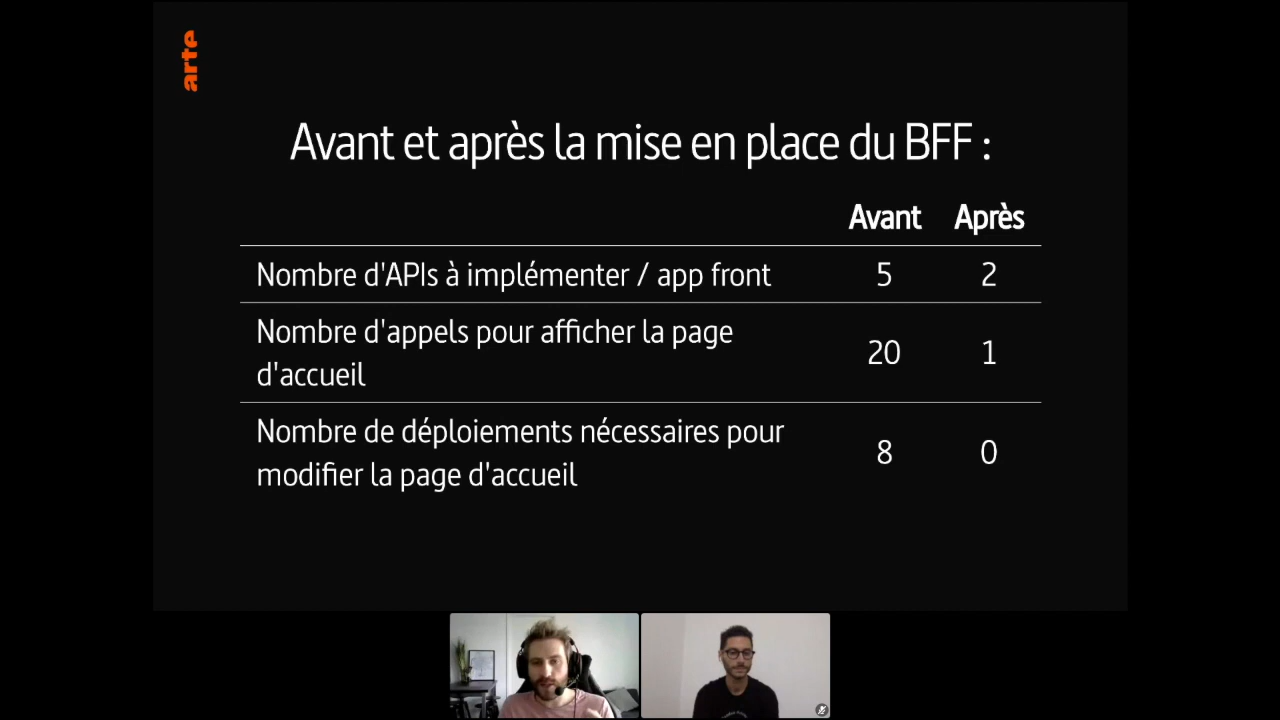 arte
Avant et après la mise en place du BFF :
Avant Après
Nombre d'APIs à implémenter / app front 5 2
Nombre d'appels pour afficher la page
d'accueil 20 1
Nombre de déploiements nécessaires pour
modifier la page d'accueil 8 0